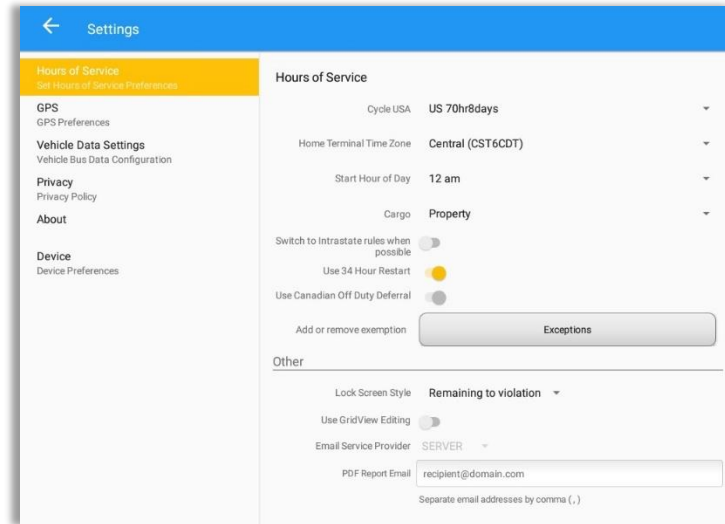 Settings
Hours of Service
Set Hours of Service Preferences
GPS
GPS Preferences
Vehicle Data Settings
Vehicle Bus Data Configuration
Privacy
Privacy Policy
About
Device
Device Preferences
Hours of Service
Cycle USA US 70hr8days
Home Terminal Time Zone Central (CST6CDT)
Start Hour of Day 12 am
Cargo Property
Switch to Intrastate rules when
possible
Use 34 Hour Restart
Use Canadian Off Duty Deferral
Add or remove exemption Exceptions
Other
Lock Screen Style Remaining to violation
Use GridView Editing
Email Service Provider SERVER
PDF Report Email recipient@domain.com
Separate email addresses by comma ( , )